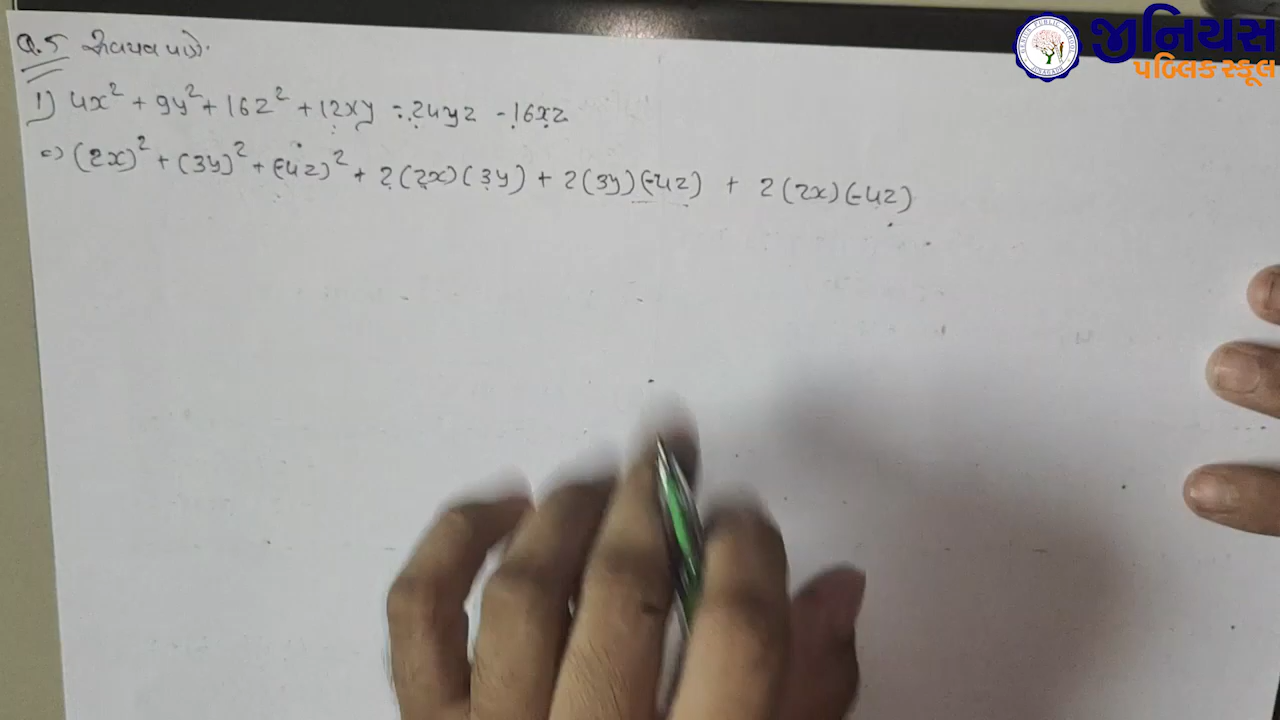 જીનિયસ
પબ્લિક સ્કૂલ
Q.5 અવયવ પાડો.
1) 4x² + 9y² + 16z² + 12xy - 24yz - 16xz
=> (2x)² + (3y)² + (-4z)² + 2(2x)(3y) + 2(3y)(-4z) + 2(2x)(-4z)